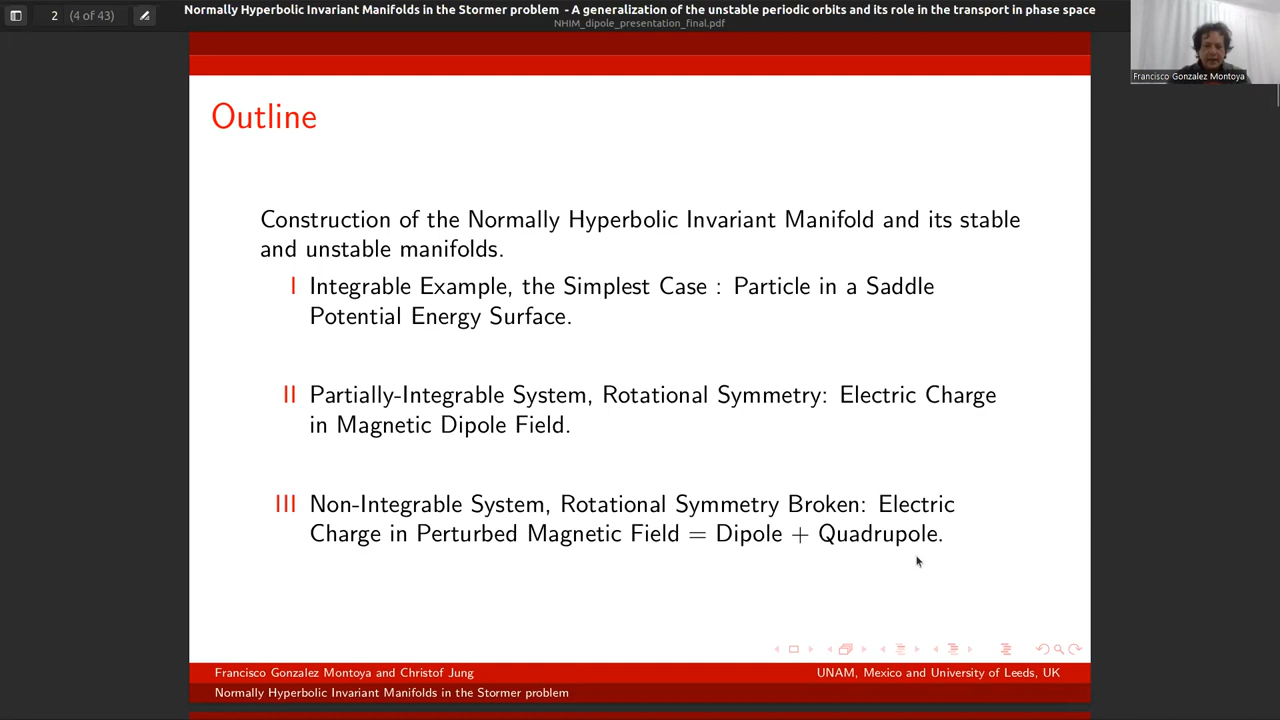 Normally Hyperbolic Invariant Manifolds in the Stormer problem - A generalization of the unstable periodic orbits and its role in the transport in phase space
2 (4 of 43)
NHIM_dipole_presentation_final.pdf
Francisco Gonzalez Montoya
Outline
Construction of the Normally Hyperbolic Invariant Manifold and its stable
and unstable manifolds.
I Integrable Example, the Simplest Case : Particle in a Saddle
Potential Energy Surface.
II Partially-Integrable System, Rotational Symmetry: Electric Charge
in Magnetic Dipole Field.
III Non-Integrable System, Rotational Symmetry Broken: Electric
Charge in Perturbed Magnetic Field = Dipole + Quadrupole.
Francisco Gonzalez Montoya and Christof Jung
UNAM, Mexico and University of Leeds, UK
Normally Hyperbolic Invariant Manifolds in the Stormer problem